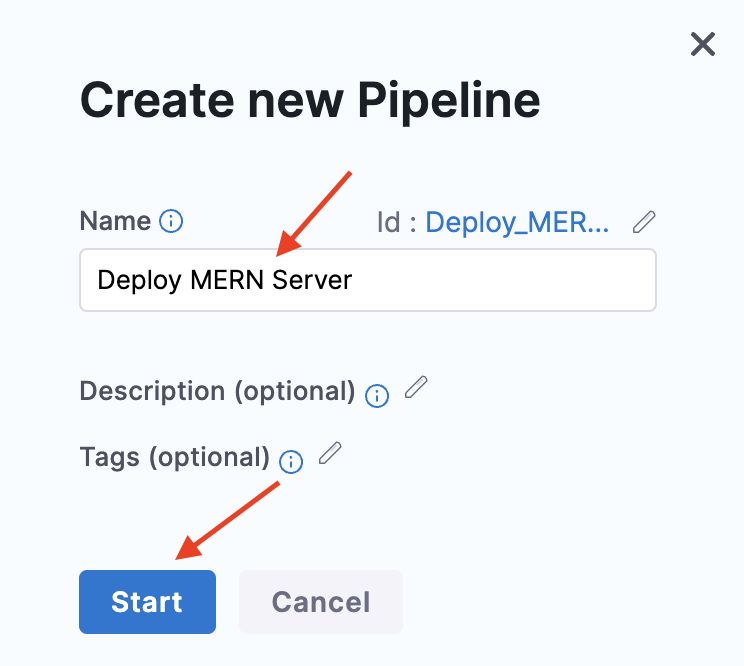 Create new Pipeline
Name Id : Deploy_MER...
Deploy MERN Server
Description (optional)
Tags (optional)
Start Cancel